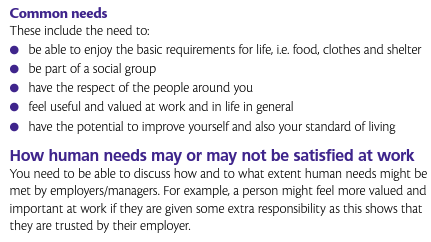 Common needs
These include the need to:
● be able to enjoy the basic requirements for life, i.e. food, clothes and shelter
● be part of a social group
● have the respect of the people around you
● feel useful and valued at work and in life in general
● have the potential to improve yourself and also your standard of living
How human needs may or may not be satisfied at work
You need to be able to discuss how and to what extent human needs might be
met by employers/managers. For example, a person might feel more valued and
important at work if they are given some extra responsibility as this shows that
they are trusted by their employer.